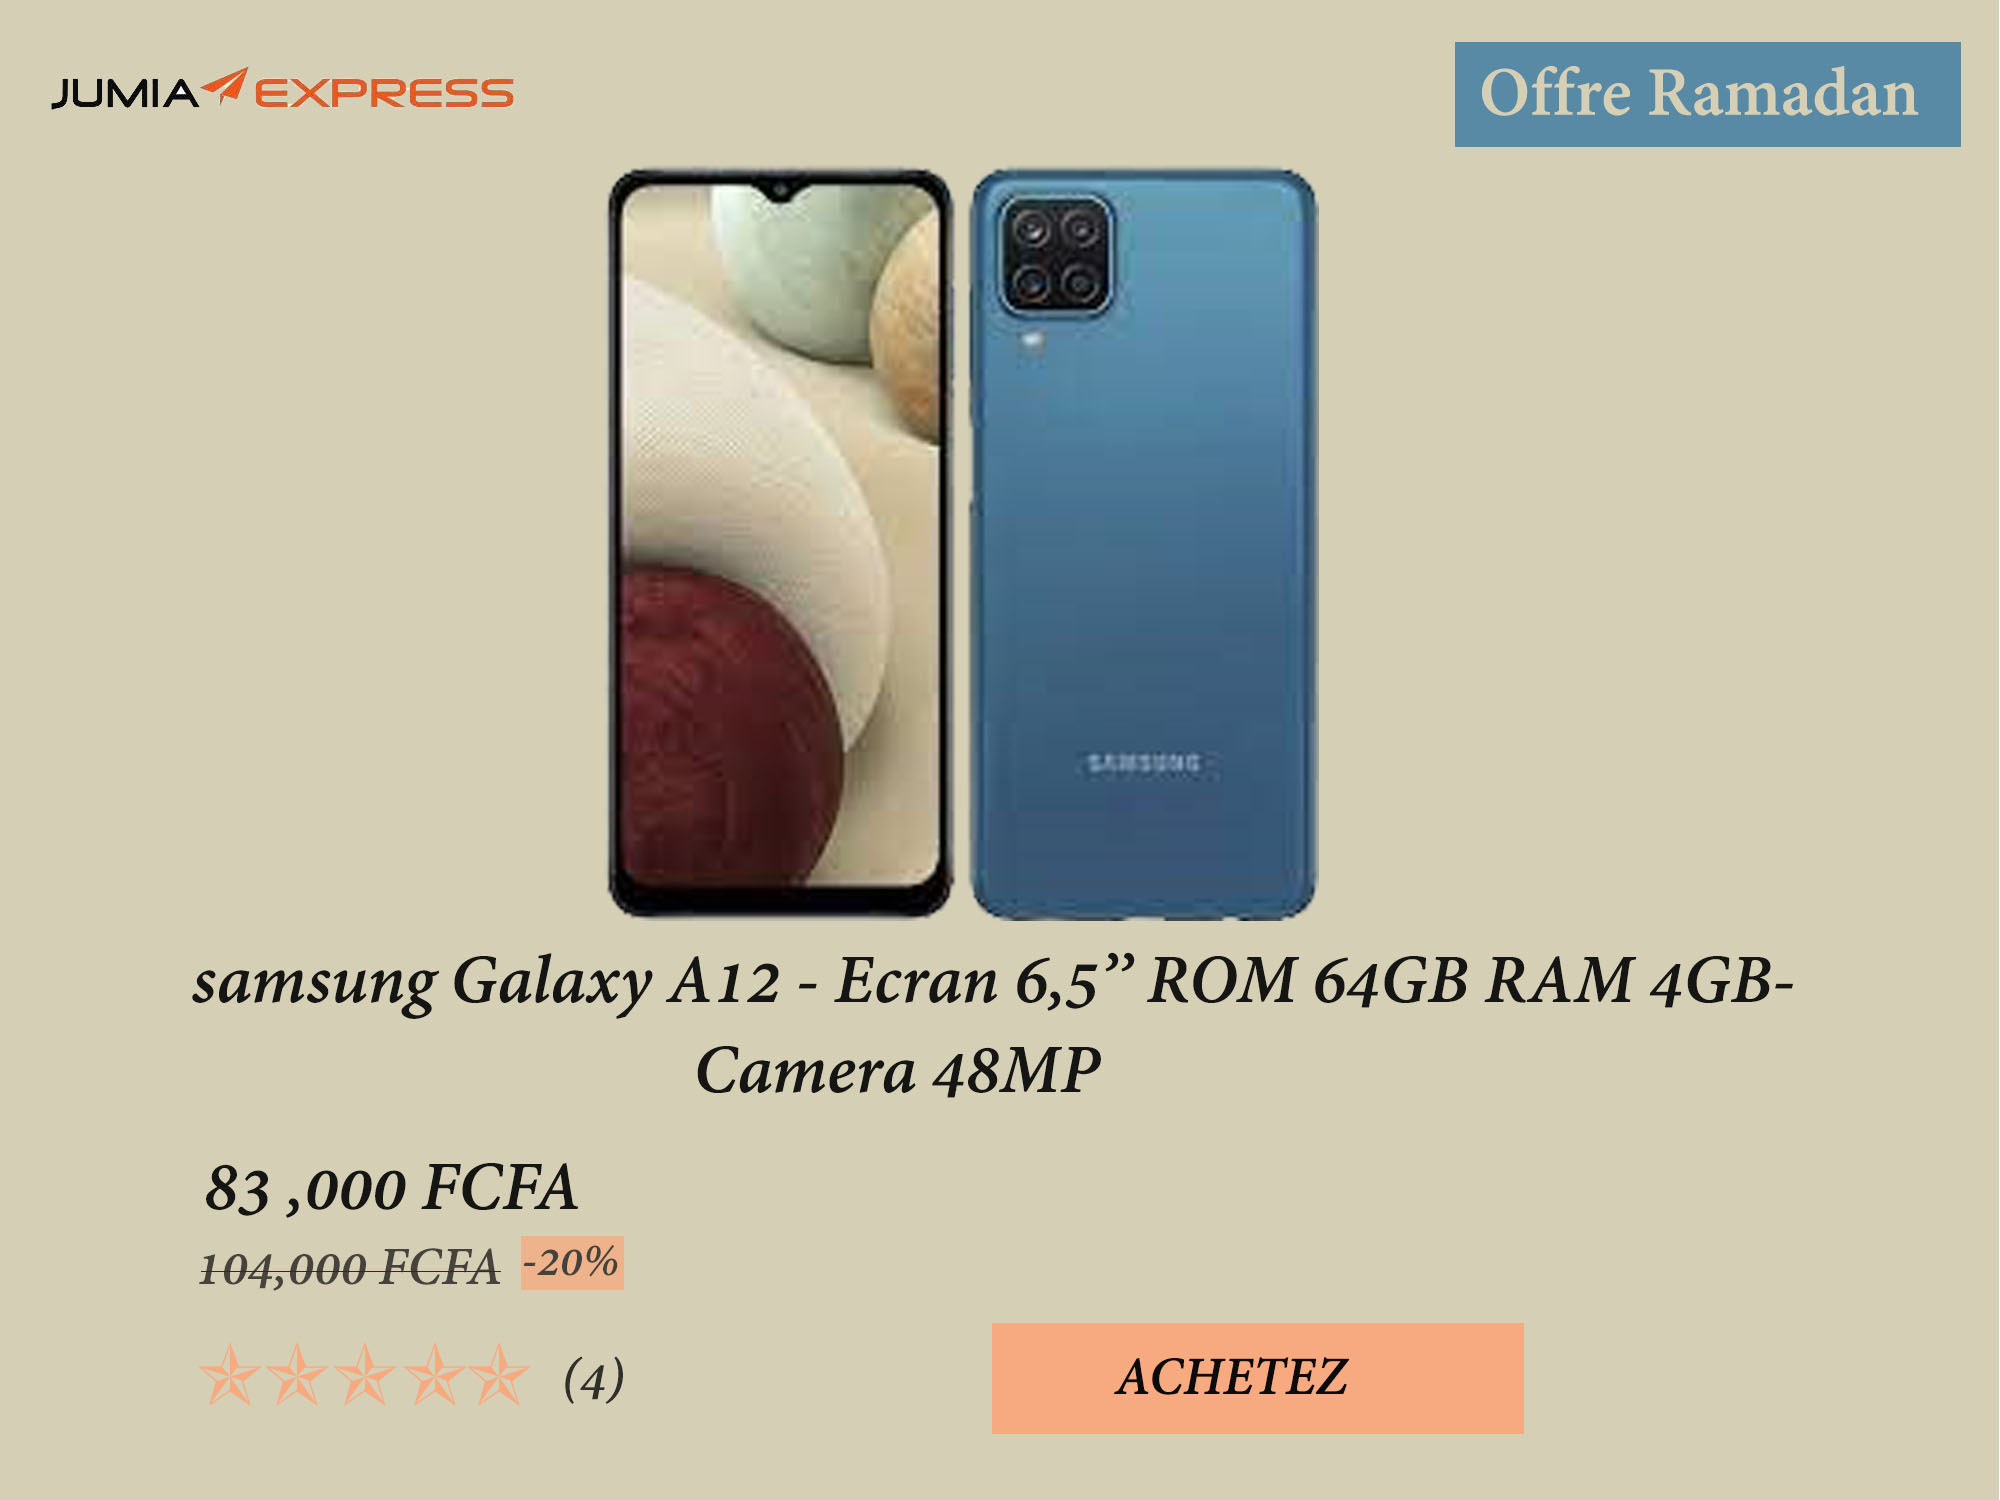 JUMIA EXPRESS
Offre Ramadan
SAMSUNG
samsung Galaxy A12 - Ecran 6,5’’ ROM 64GB RAM 4GB-
Camera 48MP
83 ,000 FCFA
104,000 FCFA -20%
(4)
ACHETEZ